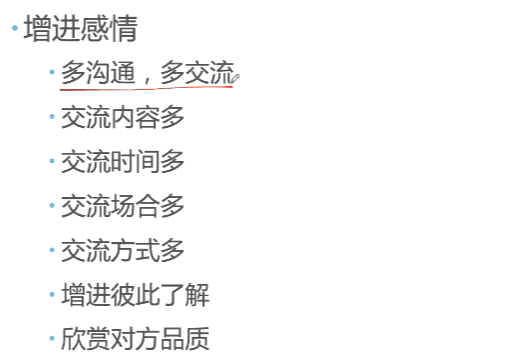 •增进感情
•多沟通，多交流
•交流内容多
•交流时间多
•交流场合多
•交流方式多
•增进彼此了解
•欣赏对方品质